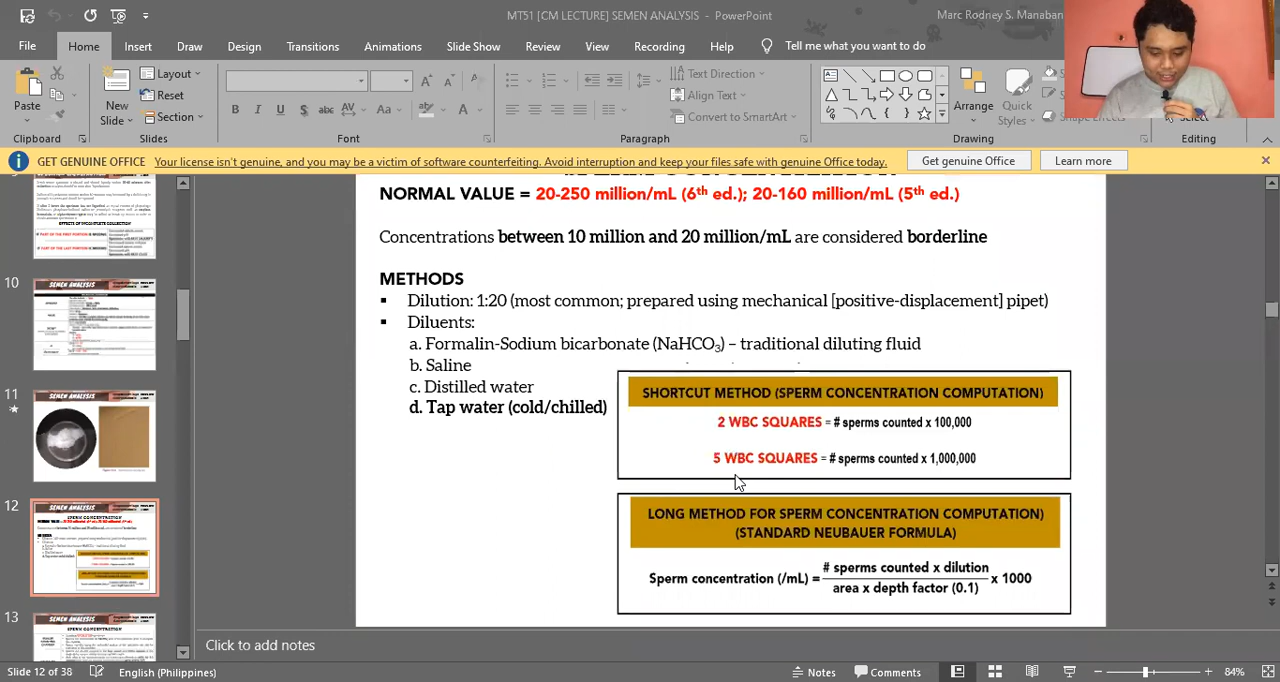 MT51 [CM LECTURE] SEMEN ANALYSIS - PowerPoint
Marc Rodney S. Manaban
File Home Insert Draw Design Transitions Animations Slide Show Review View Recording Help Tell me what you want to do
Paste
New
Slide
Layout
Reset
Section
B I U S abc AV Aa A
Text Direction
Align Text
Convert to SmartArt
Arrange
Quick
Styles
Select
Clipboard Slides Font Paragraph Drawing Editing
GET GENUINE OFFICE Your license isn't genuine, and you may be a victim of software counterfeiting. Avoid interruption and keep your files safe with genuine Office today. Get genuine Office Learn more
10
SEMEN ANALYSIS
11
12
SEMEN ANALYSIS
13
SEMEN ANALYSIS
NORMAL VALUE = 20-250 million/mL (6th ed.); 20-160 million/mL (5th ed.)
Concentrations between 10 million and 20 million/mL are considered borderline
METHODS
▪ Dilution: 1:20 (most common; prepared using mechanical [positive-displacement] pipet)
▪ Diluents:
a. Formalin-Sodium bicarbonate (NaHCO3) – traditional diluting fluid
b. Saline
c. Distilled water
d. Tap water (cold/chilled)
SHORTCUT METHOD (SPERM CONCENTRATION COMPUTATION)
2 WBC SQUARES = # sperms counted x 100,000
5 WBC SQUARES = # sperms counted x 1,000,000
LONG METHOD FOR SPERM CONCENTRATION COMPUTATION)
(STANDARD NEUBAUER FORMULA)
# sperms counted x dilution
Sperm concentration (/mL) = x 1000
area x depth factor (0.1)
Click to add notes
Slide 12 of 38 English (Philippines) Notes Comments 84%